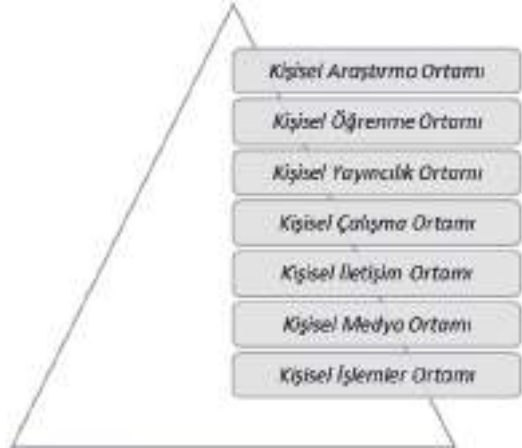 Kişisel Araştırma Ortamı
Kişisel Öğrenme Ortamı
Kişisel Yayıncılık Ortamı
Kişisel Çalışma Ortamı
Kişisel İletişim Ortamı
Kişisel Medya Ortamı
Kişisel İşlemler Ortamı